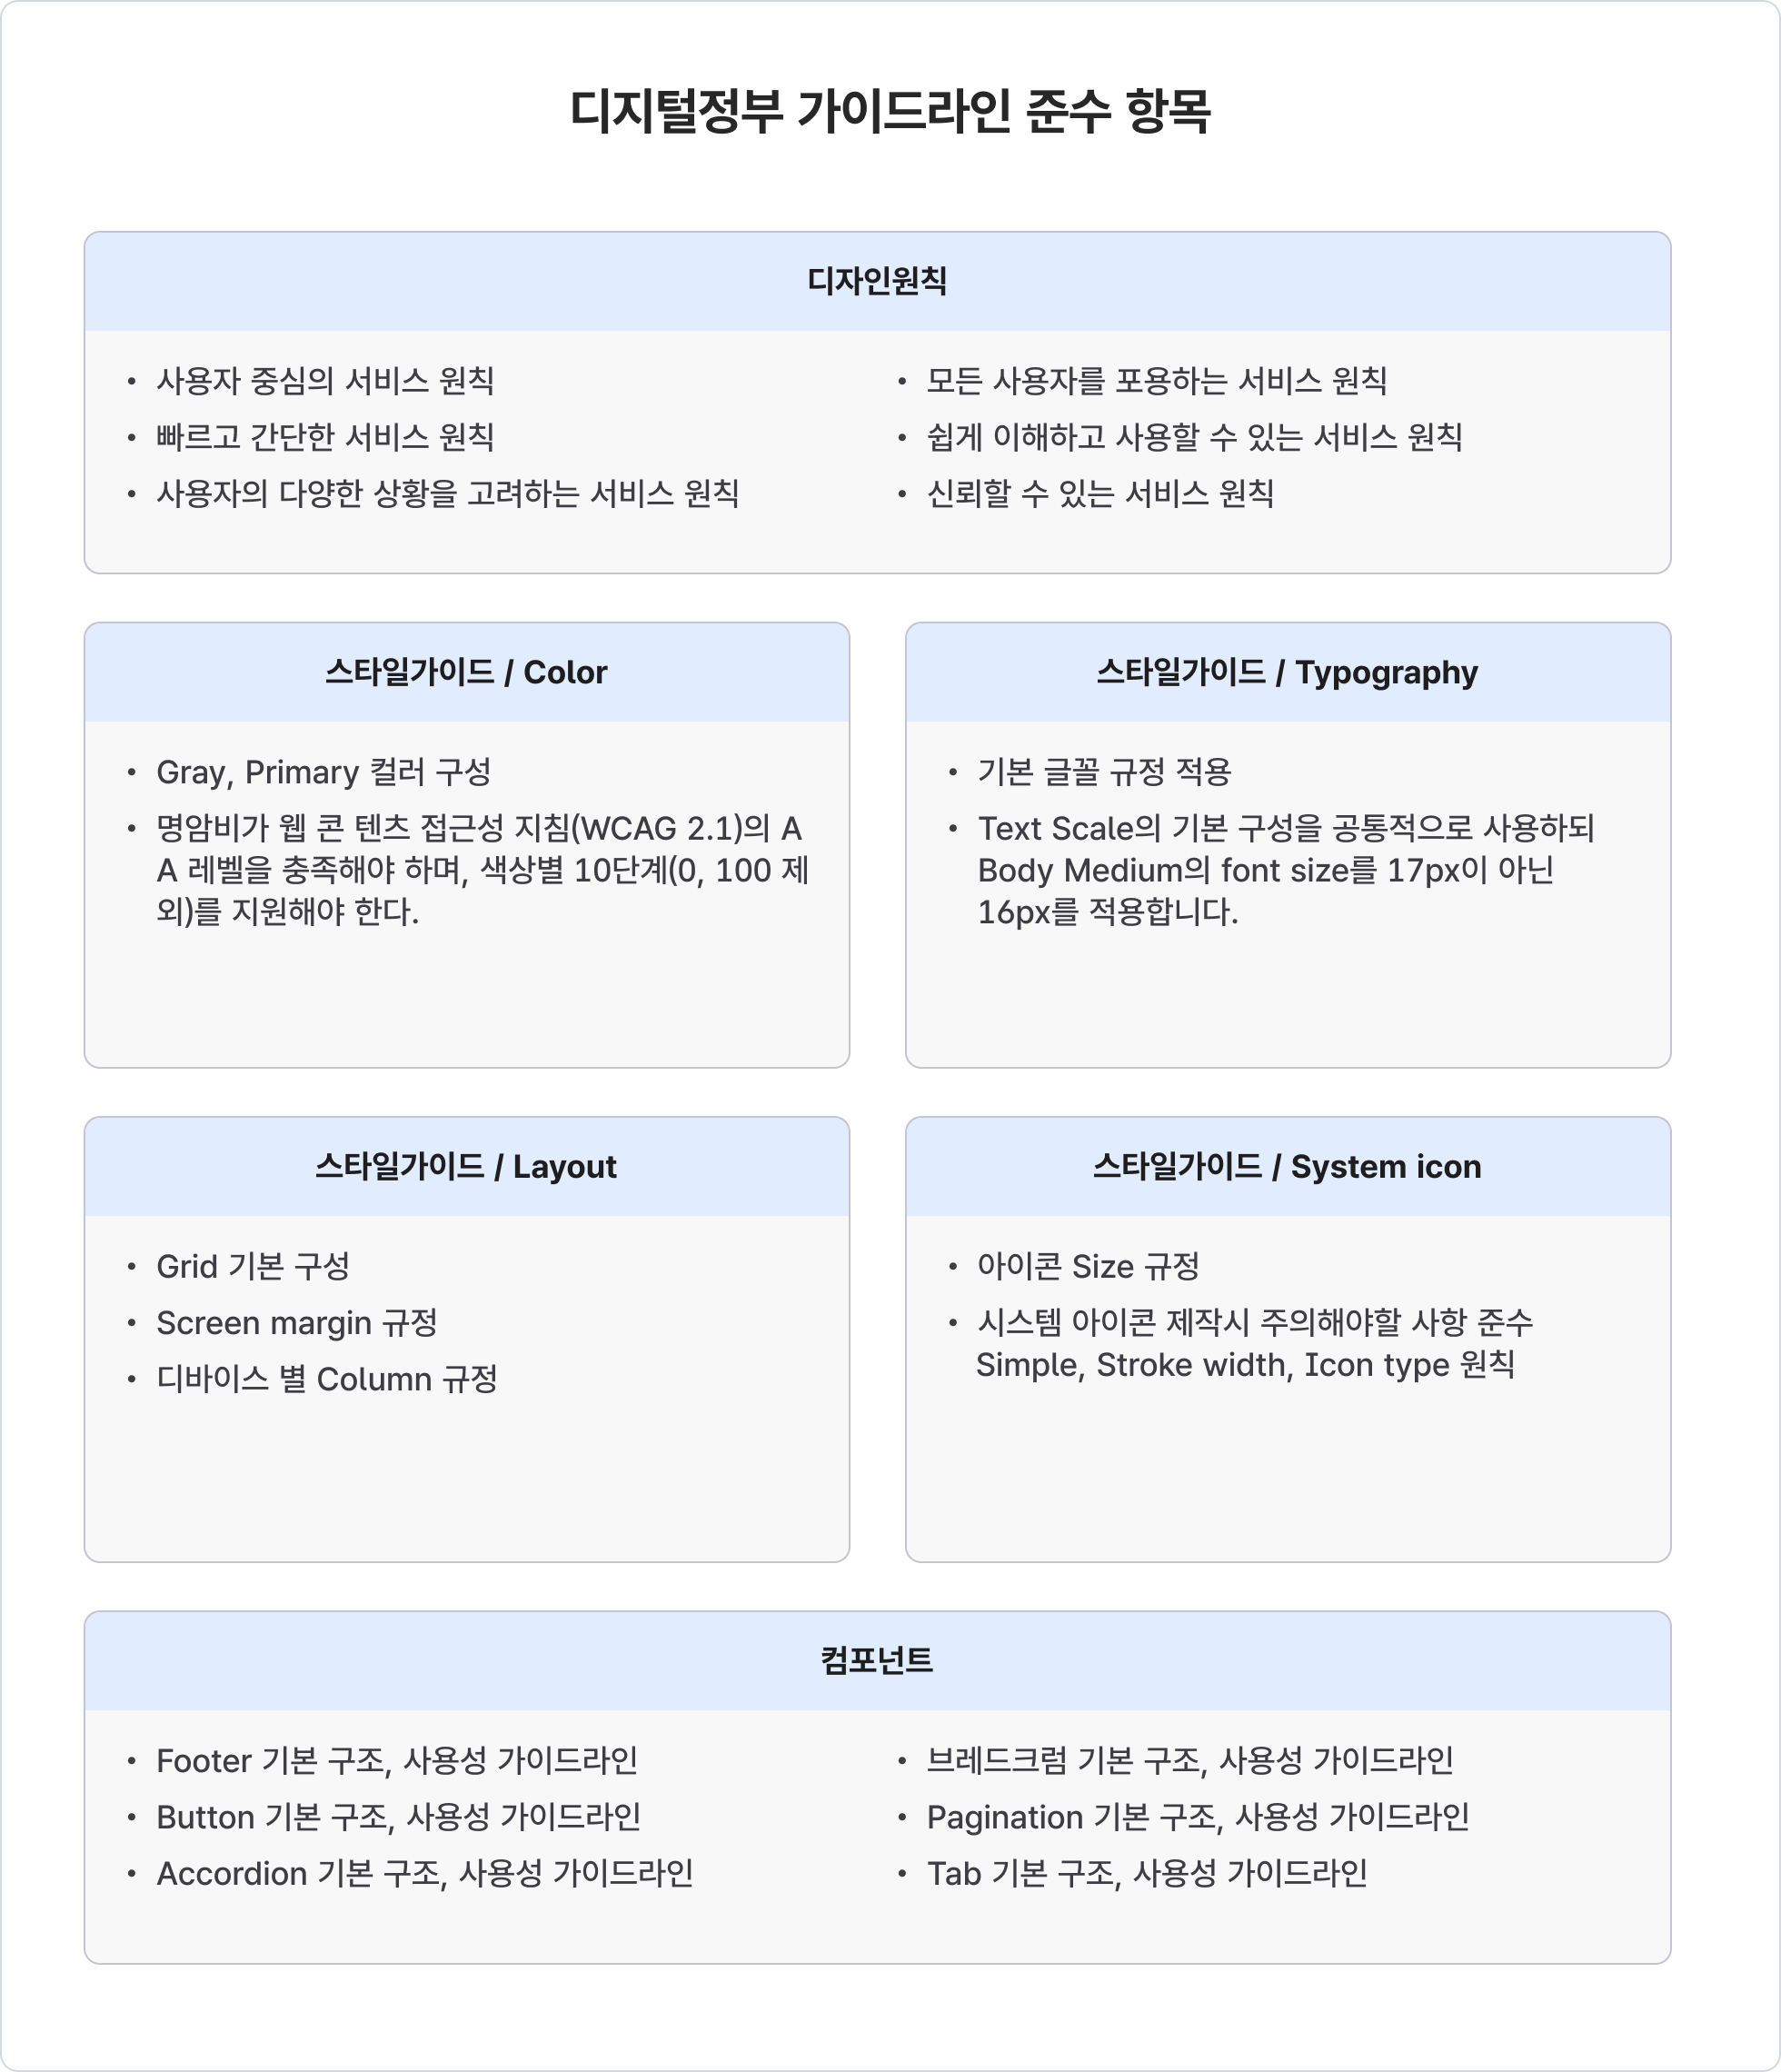 디지털정부 가이드라인 준수 항목
디자인원칙
• 사용자 중심의 서비스 원칙
• 빠르고 간단한 서비스 원칙
• 사용자의 다양한 상황을 고려하는 서비스 원칙
• 모든 사용자를 포용하는 서비스 원칙
• 쉽게 이해하고 사용할 수 있는 서비스 원칙
• 신뢰할 수 있는 서비스 원칙
스타일가이드 / Color
• Gray, Primary 컬러 구성
• 명암비가 웹 콘 텐츠 접근성 지침(WCAG 2.1)의 A
A 레벨을 충족해야 하며, 색상별 10단계(0, 100 제
외)를 지원해야 한다.
스타일가이드 / Typography
• 기본 글꼴 규정 적용
• Text Scale의 기본 구성을 공통적으로 사용하되
Body Medium의 font size를 17px이 아닌
16px를 적용합니다.
스타일가이드 / Layout
• Grid 기본 구성
• Screen margin 규정
• 디바이스 별 Column 규정
스타일가이드 / System icon
• 아이콘 Size 규정
• 시스템 아이콘 제작시 주의해야할 사항 준수
Simple, Stroke width, Icon type 원칙
컴포넌트
• Footer 기본 구조, 사용성 가이드라인
• Button 기본 구조, 사용성 가이드라인
• Accordion 기본 구조, 사용성 가이드라인
• 브레드크럼 기본 구조, 사용성 가이드라인
• Pagination 기본 구조, 사용성 가이드라인
• Tab 기본 구조, 사용성 가이드라인